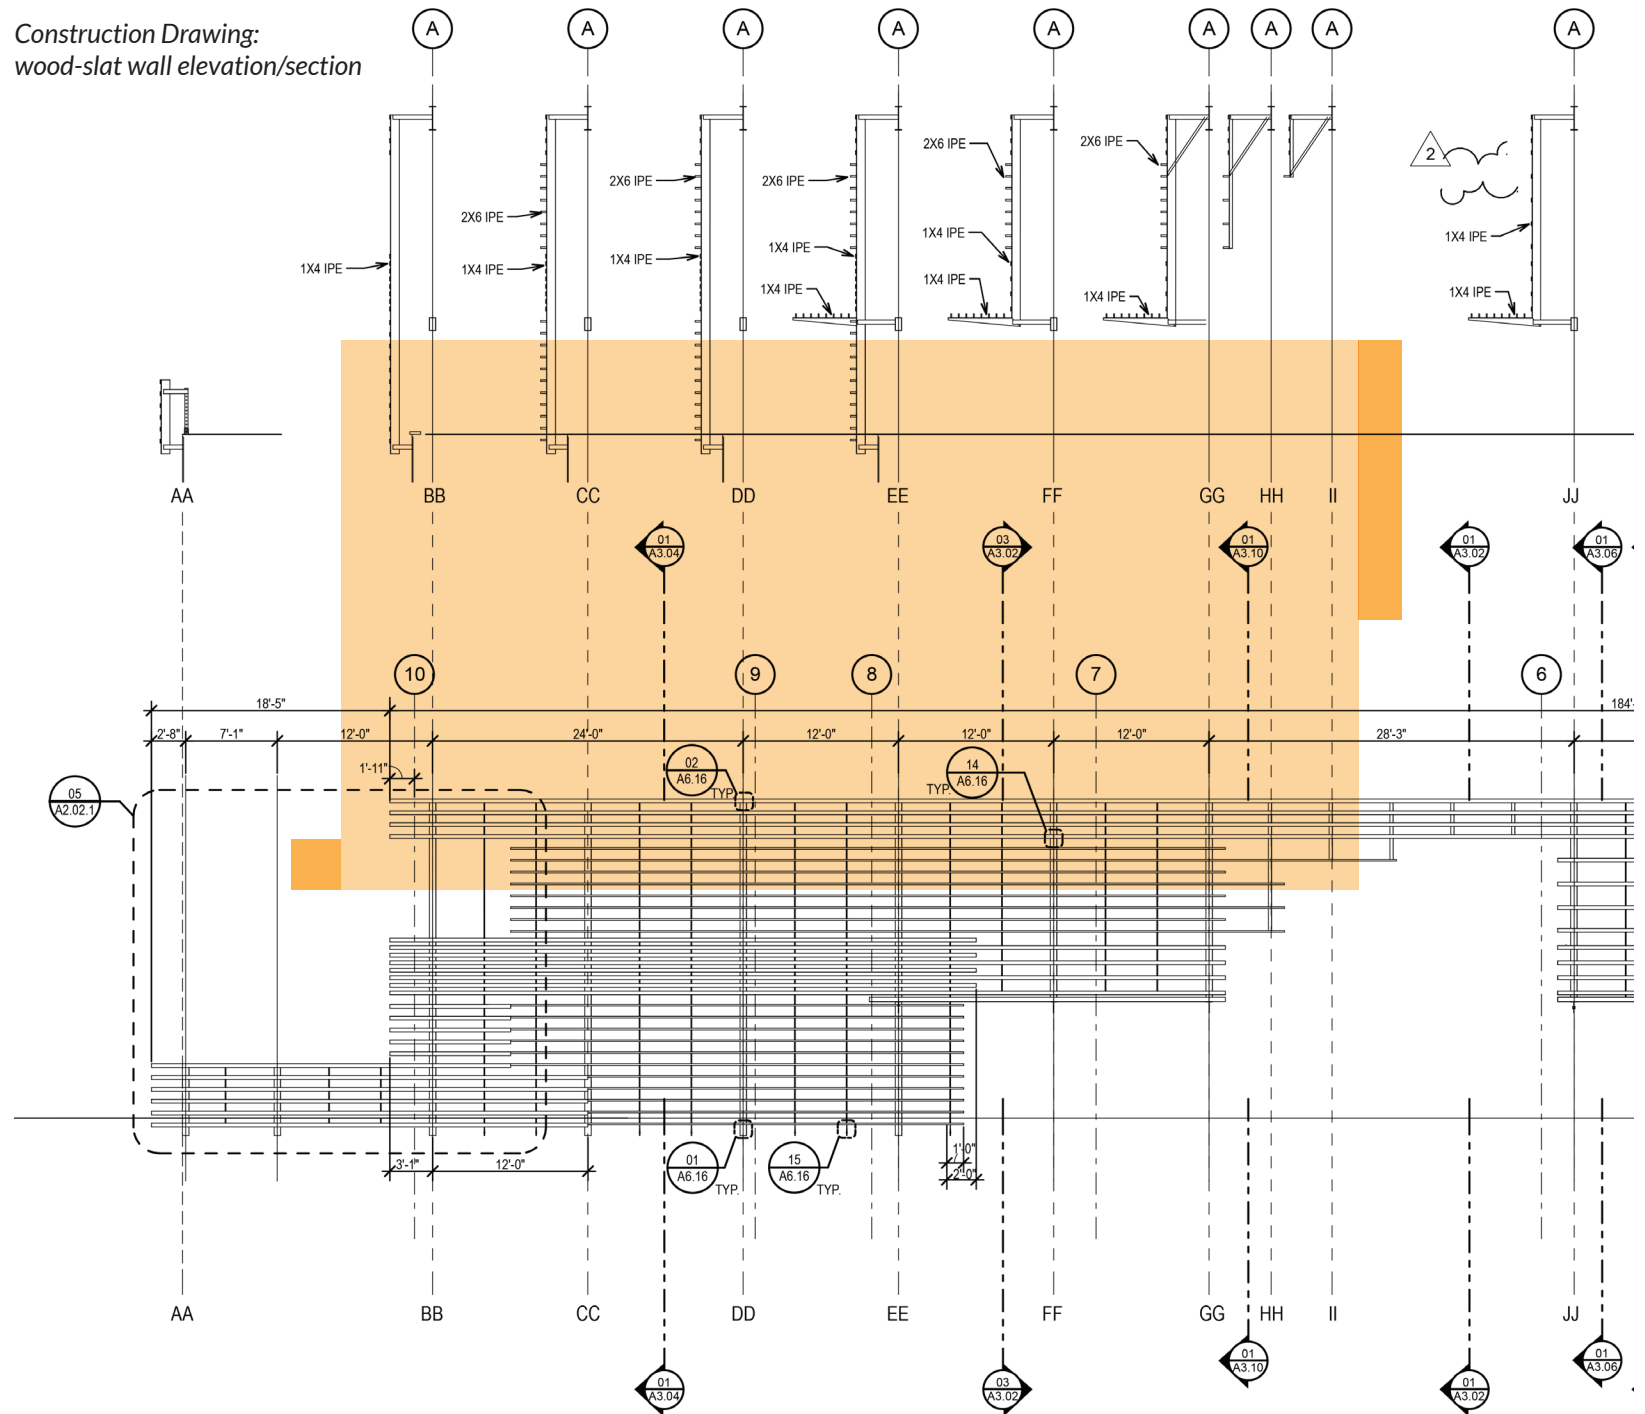 Construction Drawing:
wood-slat wall elevation/section
A A A A A A A A A
2X6 IPE
2X6 IPE
2
2X6 IPE
2X6 IPE
2X6 IPE
1X4 IPE
1X4 IPE
1X4 IPE
1X4 IPE
1X4 IPE
1X4 IPE
1X4 IPE
1X4 IPE
1X4 IPE
1X4 IPE
1X4 IPE
AA BB CC DD EE FF GG HH II JJ
01 03 01 01 01
A3.04 A3.02 A3.10 A3.02 A3.06
10 9 8 7 6
18'-5" 184'-
2'-8" 7'-1" 12'-0" 24'-0" 12'-0" 12'-0" 12'-0" 28'-3"
1'-11"
02
A6.16
TYP.
14
A6.16
TYP.
05
A2.02.1
1'-0"
3'-1" 12'-0" 2'-0"
01
A6.16
TYP.
15
A6.16
TYP.
AA BB CC DD EE FF GG HH II JJ
01 01
A3.10 A3.06
01 03 01
A3.04 A3.02 A3.02